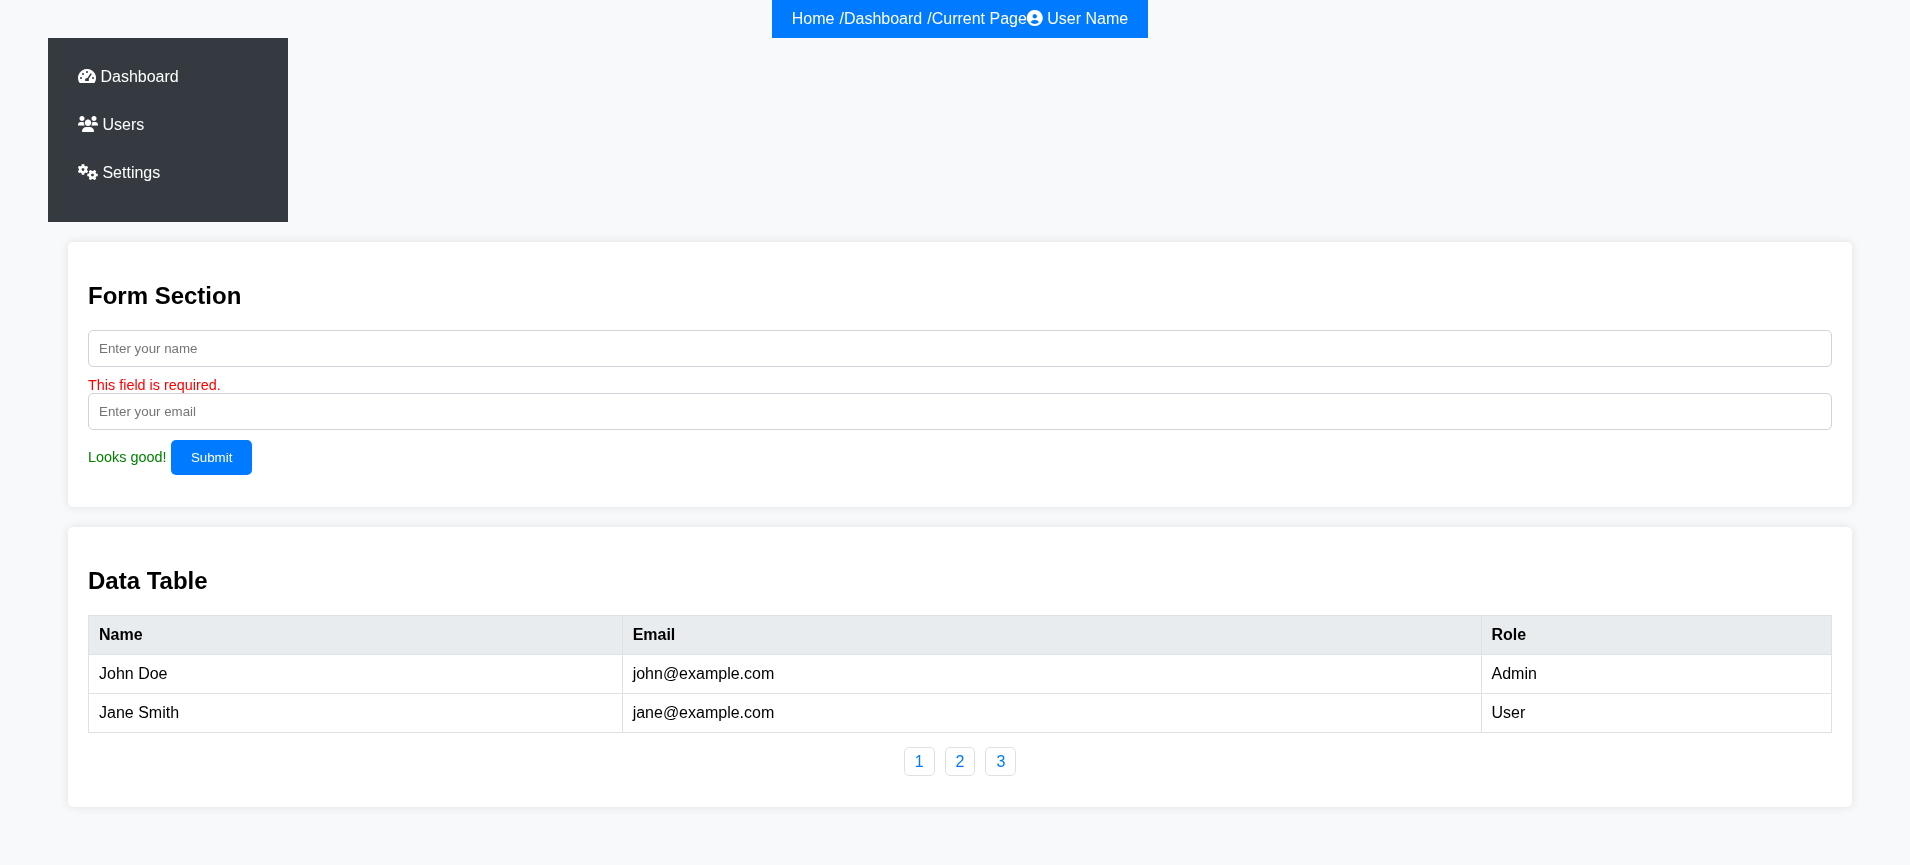 Home /Dashboard /Current Page User Name
Dashboard
Users
Settings
Form Section
Enter your name
This field is required.
Enter your email
Looks good! Submit
Data Table
Name Email Role
John Doe john@example.com Admin
Jane Smith jane@example.com User
1 2 3